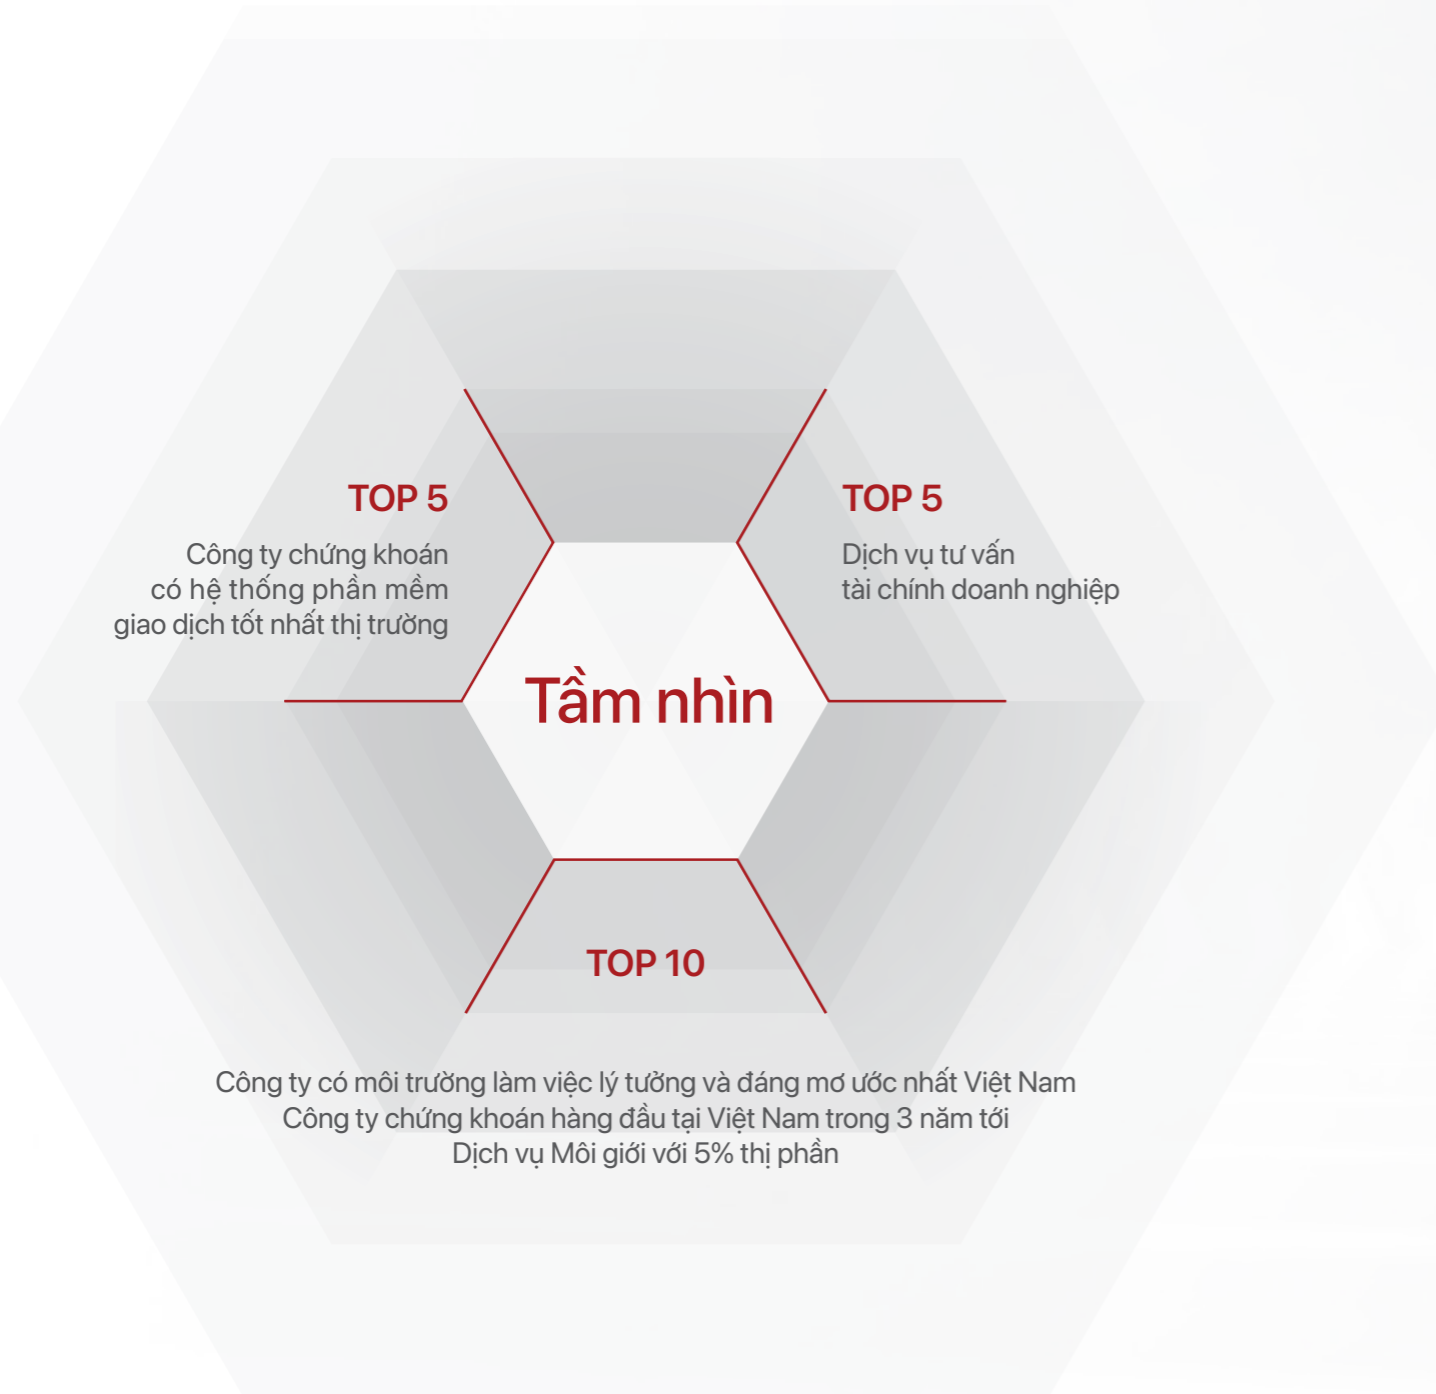 TOP 5
Công ty chứng khoán
có hệ thống phần mềm
giao dịch tốt nhất thị trường
TOP 5
Dịch vụ tư vấn
tài chính doanh nghiệp
Tầm nhìn
TOP 10
Công ty có môi trường làm việc lý tưởng và đáng mơ ước nhất Việt Nam
Công ty chứng khoán hàng đầu tại Việt Nam trong 3 năm tới
Dịch vụ Môi giới với 5% thị phần